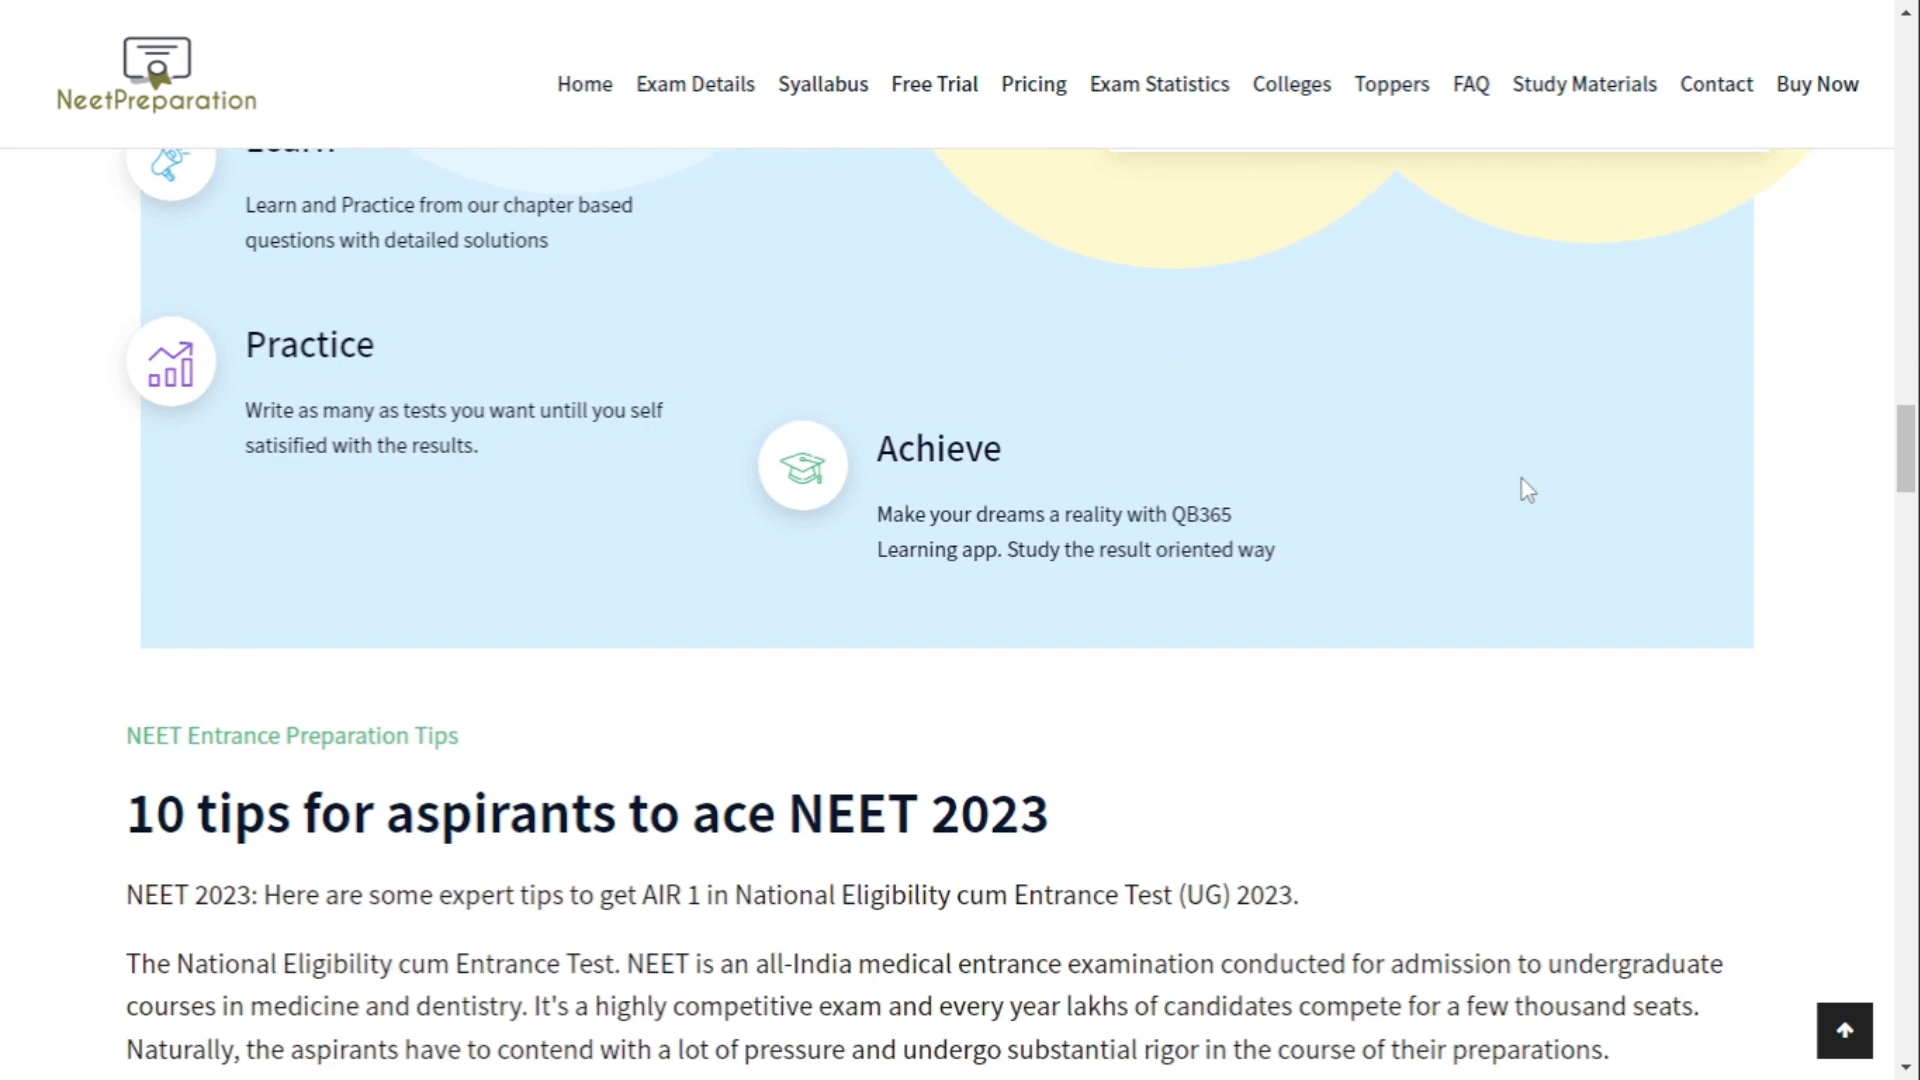 NeetPreparation
Home Exam Details Syallabus Free Trial Pricing Exam Statistics Colleges Toppers FAQ Study Materials Contact Buy Now
Learn and Practice from our chapter based
questions with detailed solutions
Practice
Write as many as tests you want untill you self
satisified with the results.
Achieve
Make your dreams a reality with QB365
Learning app. Study the result oriented way
NEET Entrance Preparation Tips
10 tips for aspirants to ace NEET 2023
NEET 2023: Here are some expert tips to get AIR 1 in National Eligibility cum Entrance Test (UG) 2023.
The National Eligibility cum Entrance Test. NEET is an all-India medical entrance examination conducted for admission to undergraduate
courses in medicine and dentistry. It's a highly competitive exam and every year lakhs of candidates compete for a few thousand seats.
Naturally, the aspirants have to contend with a lot of pressure and undergo substantial rigor in the course of their preparations.